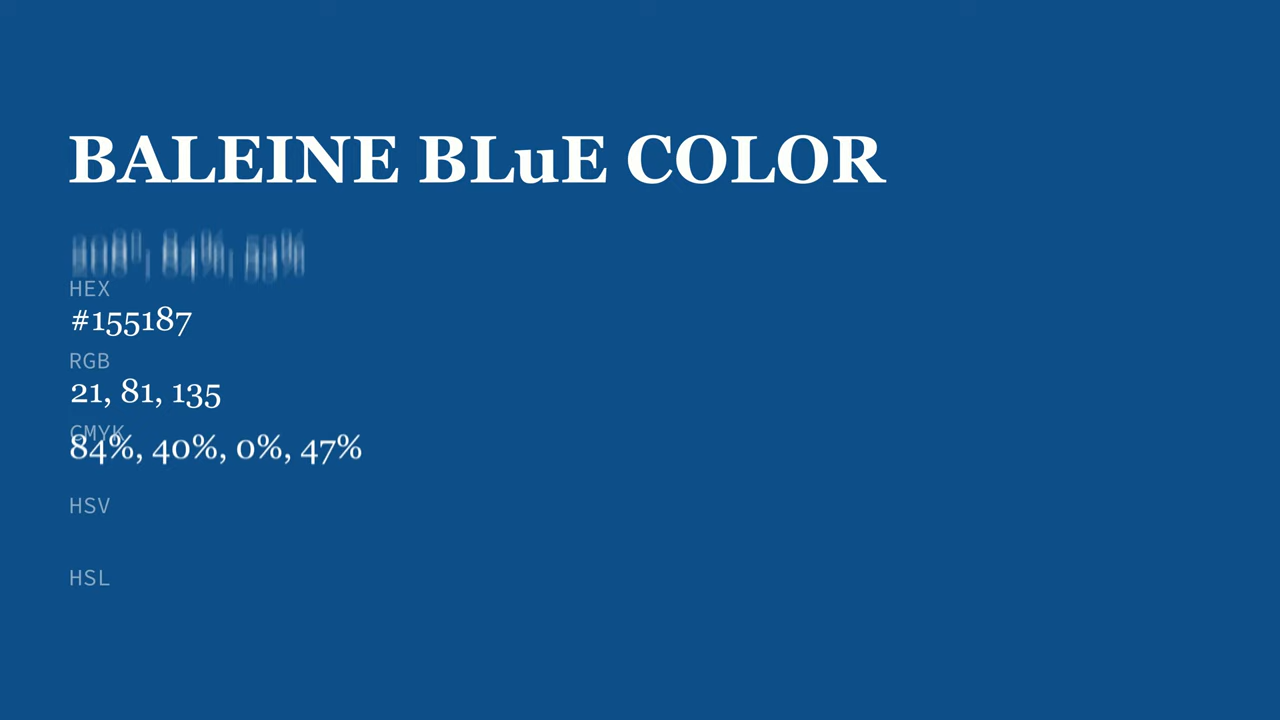 BALEINE BLuE COLOR
HEX
#155187
RGB
21, 81, 135
CMYK
84%, 40%, 0%, 47%
HSV
HSL